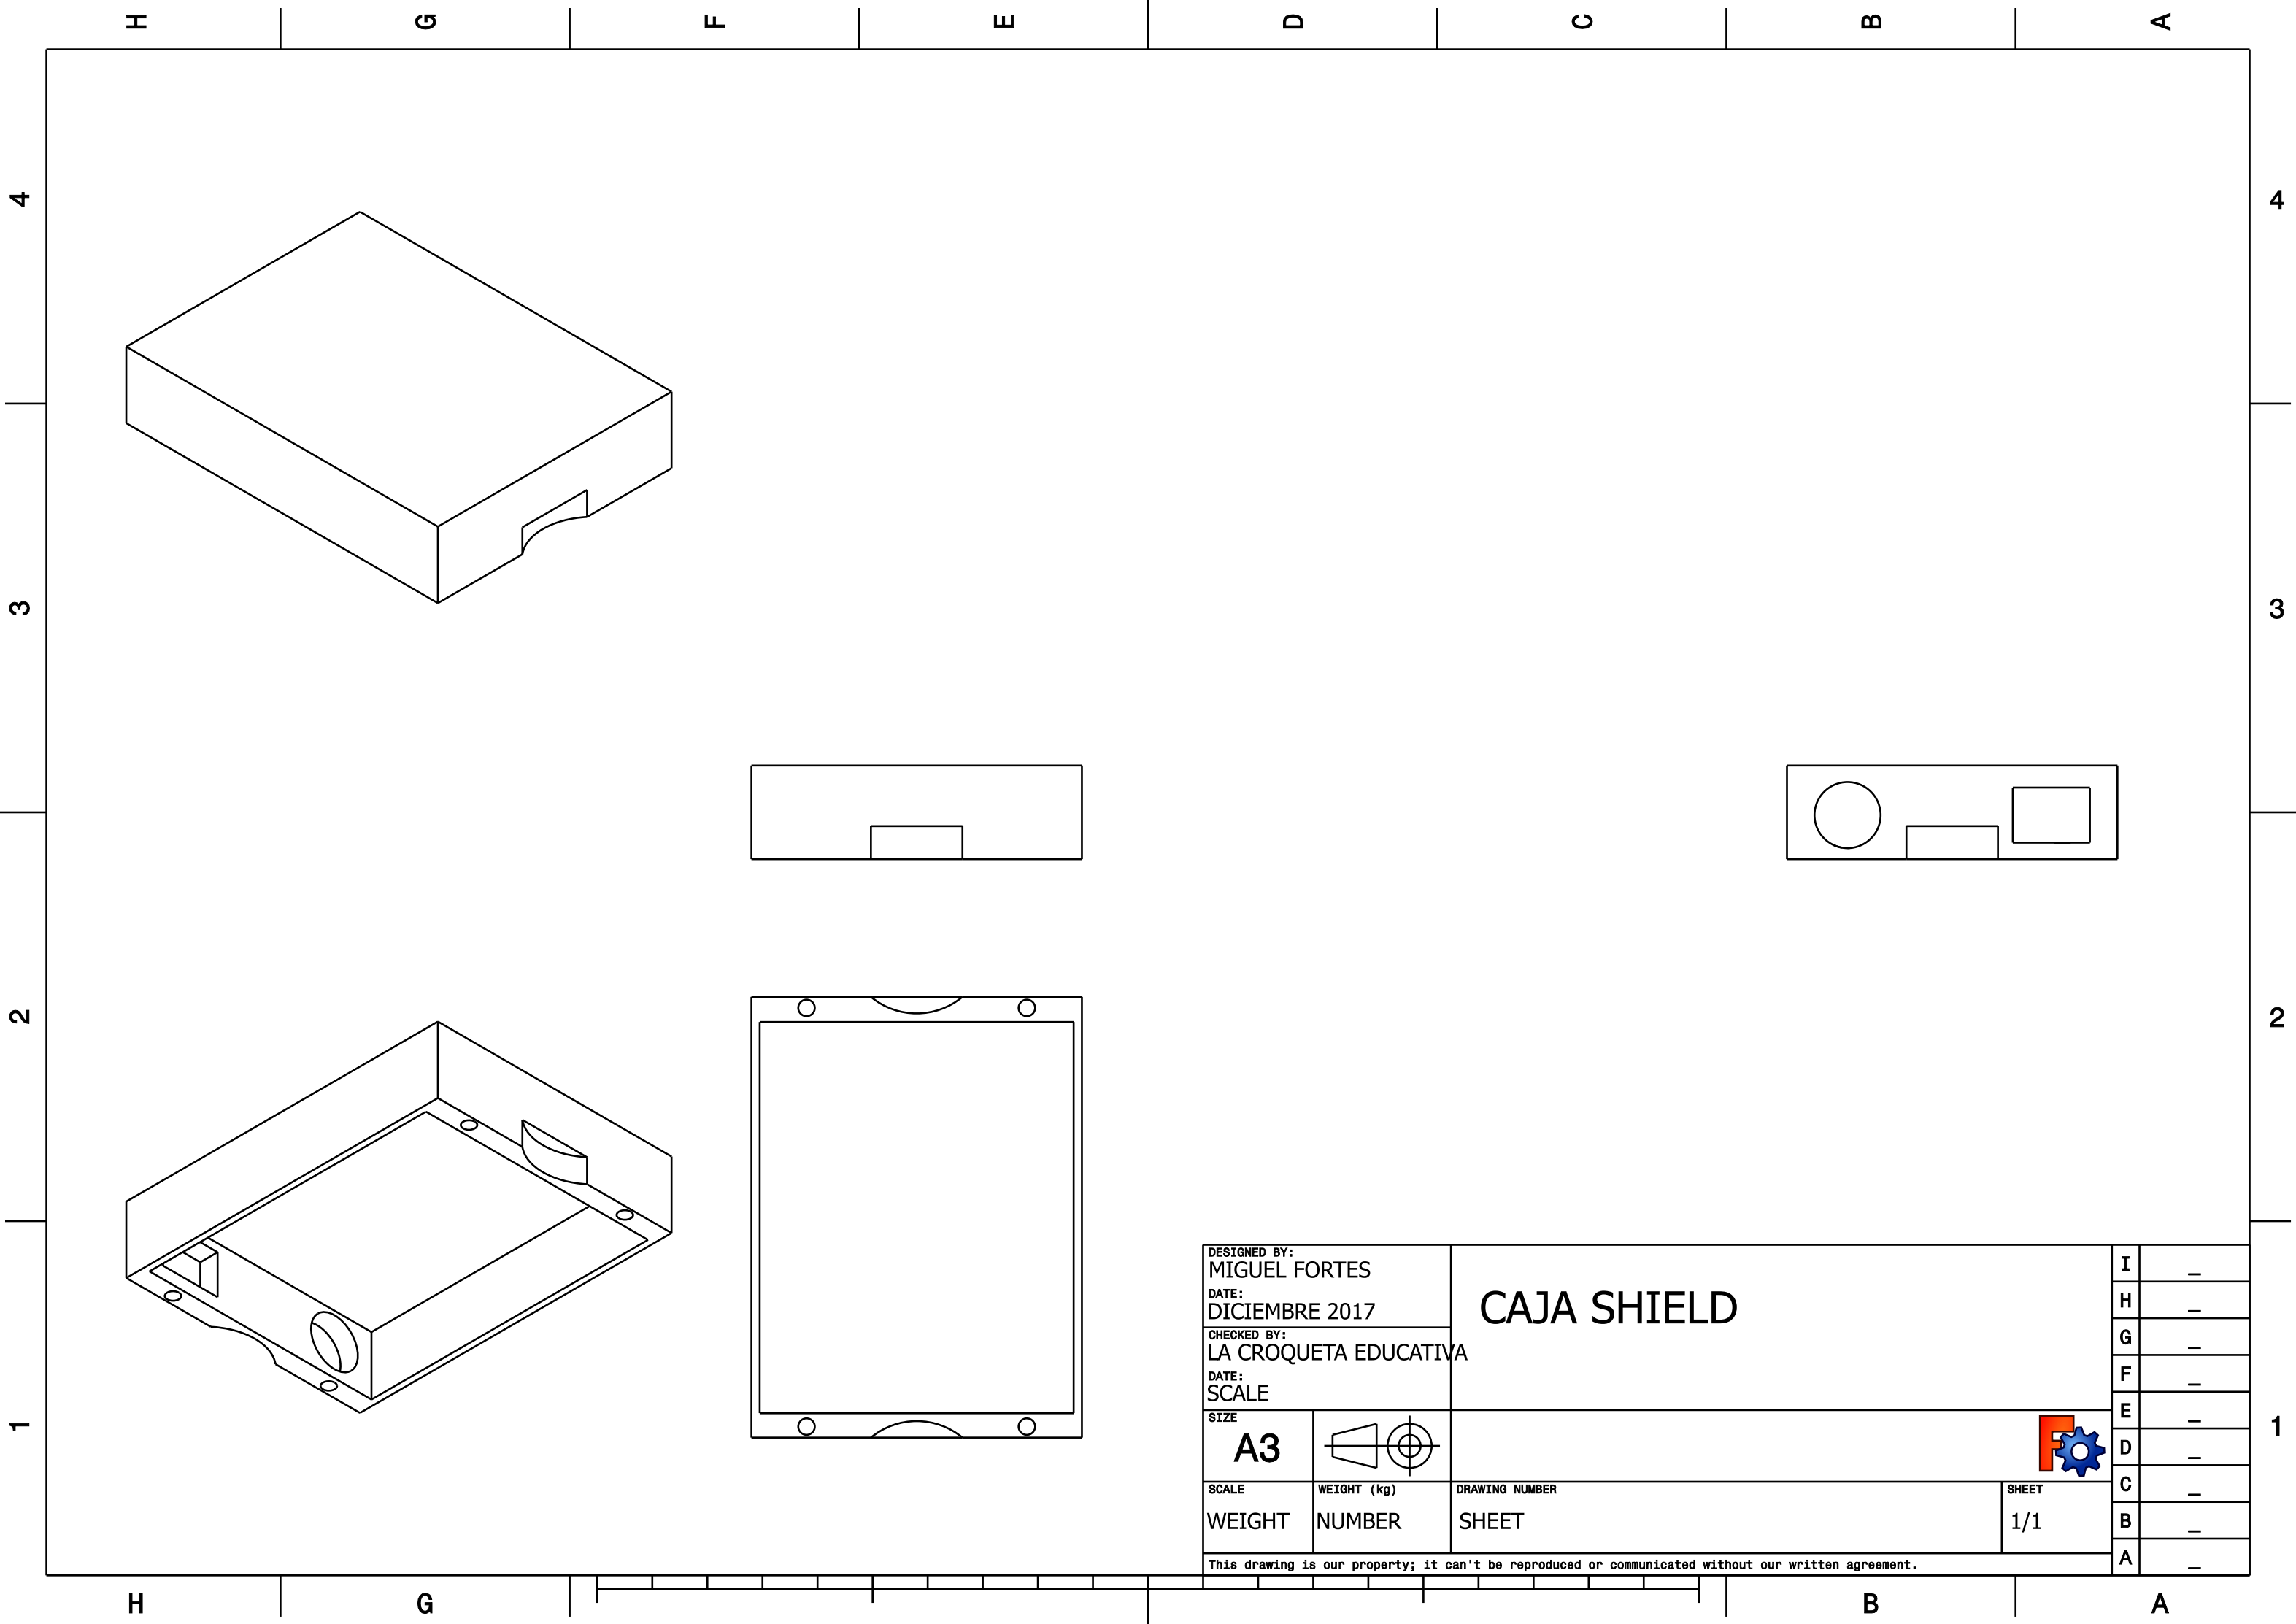 H G F E D C B A
4 4
3 3
2 2
1 1
DESIGNED BY:
MIGUEL FORTES
DATE:
DICIEMBRE 2017
CHECKED BY:
LA CROQUETA EDUCATIVA
DATE:
SCALE
CAJA SHIELD
SIZE
A3
SCALE
WEIGHT
WEIGHT (kg)
NUMBER
DRAWING NUMBER
SHEET
SHEET
1/1
This drawing is our property; it can't be reproduced or communicated without our written agreement.
I _
H _
G _
F _
E _
D _
C _
B _
A _
H G B A